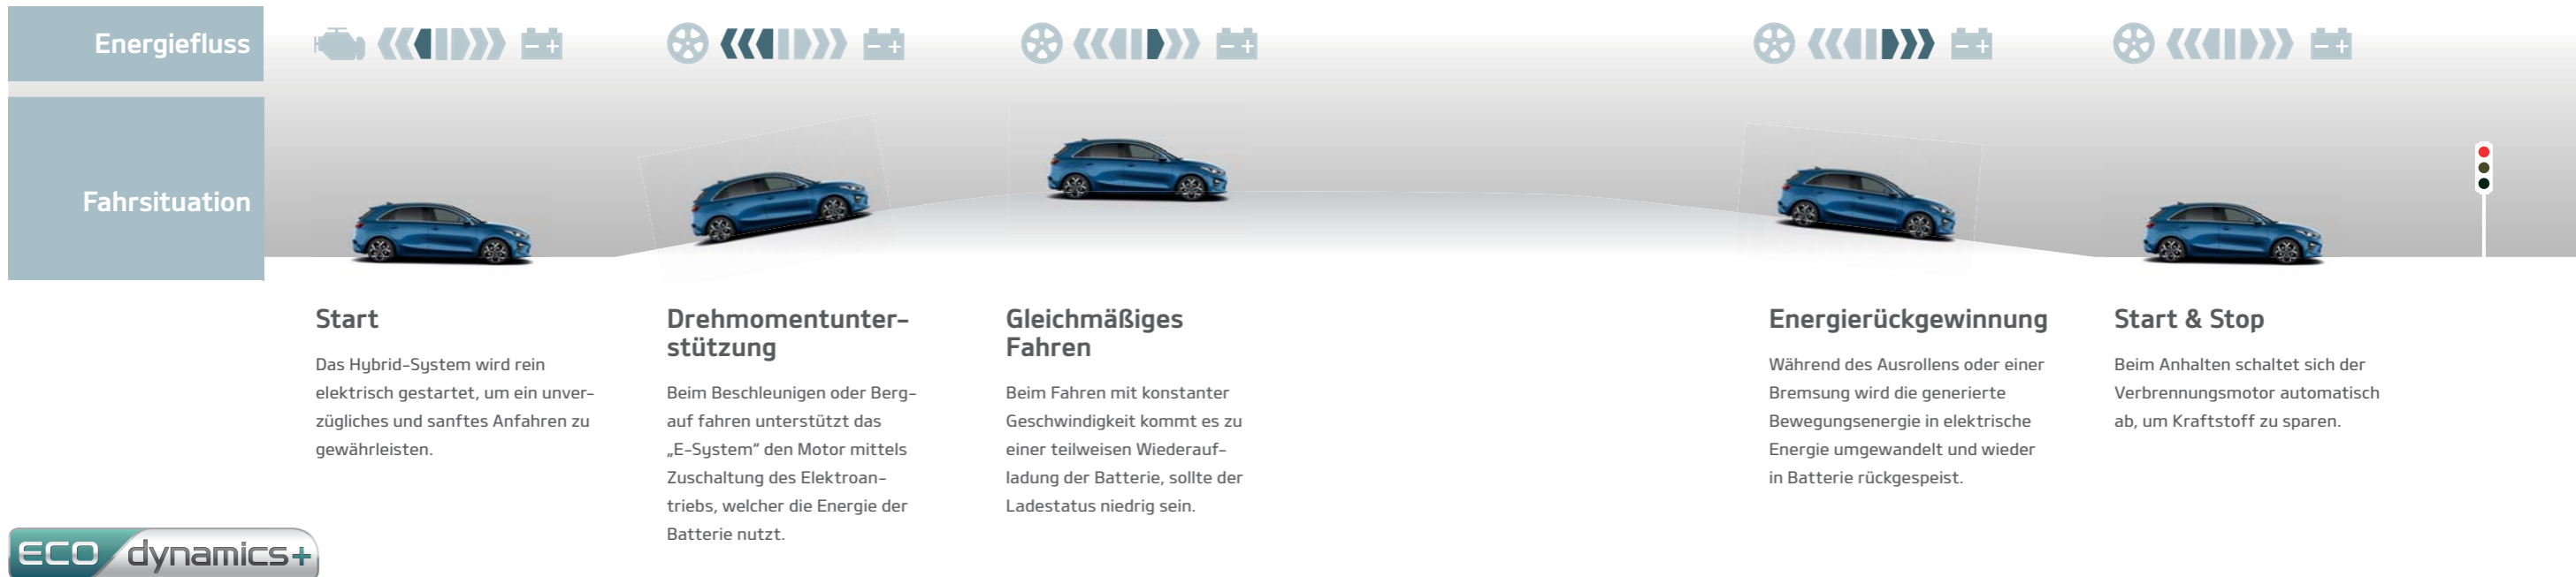 Energiefluss
Fahrsituation
Start
Das Hybrid-System wird rein
elektrisch gestartet, um ein unver-
zügliches und sanftes Anfahren zu
gewährleisten.
Drehmomentunter-
stützung
Beim Beschleunigen oder Berg-
auf fahren unterstützt das
„E-System“ den Motor mittels
Zuschaltung des Elektroan-
triebs, welcher die Energie der
Batterie nutzt.
Gleichmäßiges
Fahren
Beim Fahren mit konstanter
Geschwindigkeit kommt es zu
einer teilweisen Wiederauf-
ladung der Batterie, sollte der
Ladestatus niedrig sein.
Energierückgewinnung
Während des Ausrollens oder einer
Bremsung wird die generierte
Bewegungsenergie in elektrische
Energie umgewandelt und wieder
in Batterie rückgespeist.
Start & Stop
Beim Anhalten schaltet sich der
Verbrennungsmotor automatisch
ab, um Kraftstoff zu sparen.
ECO dynamics+